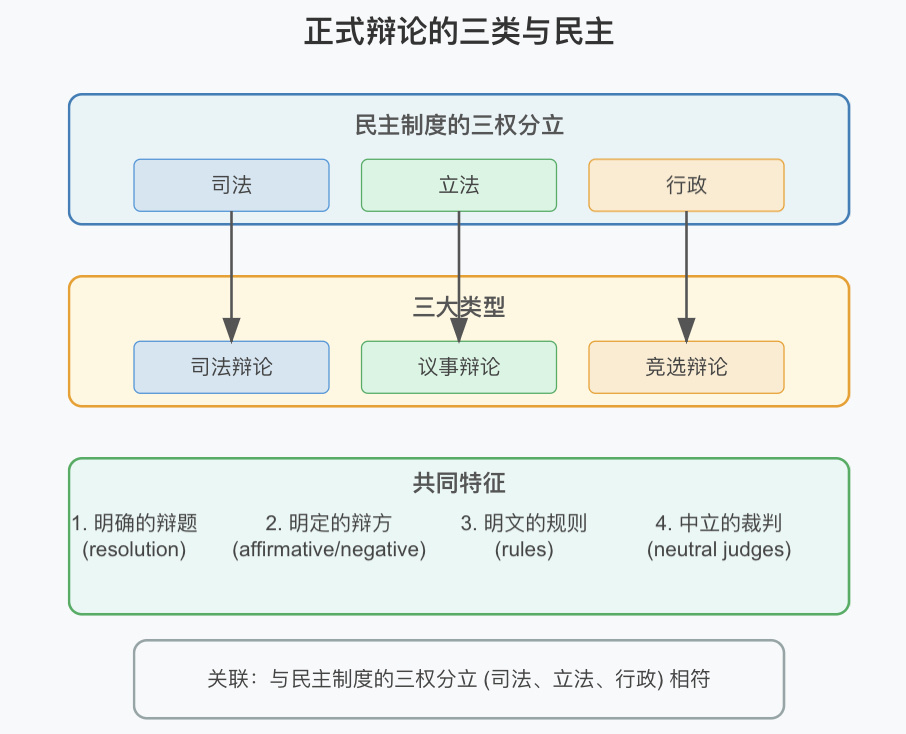 正式辩论的三类与民主
民主制度的三权分立
司法
立法
行政
三大类型
司法辩论
议事辩论
竞选辩论
共同特征
1. 明确的辩题
(resolution)
2. 明定的辩方
(affirmative/negative)
3. 明文的规则
(rules)
4. 中立的裁判
(neutral judges)
关联：与民主制度的三权分立 (司法、立法、行政) 相符